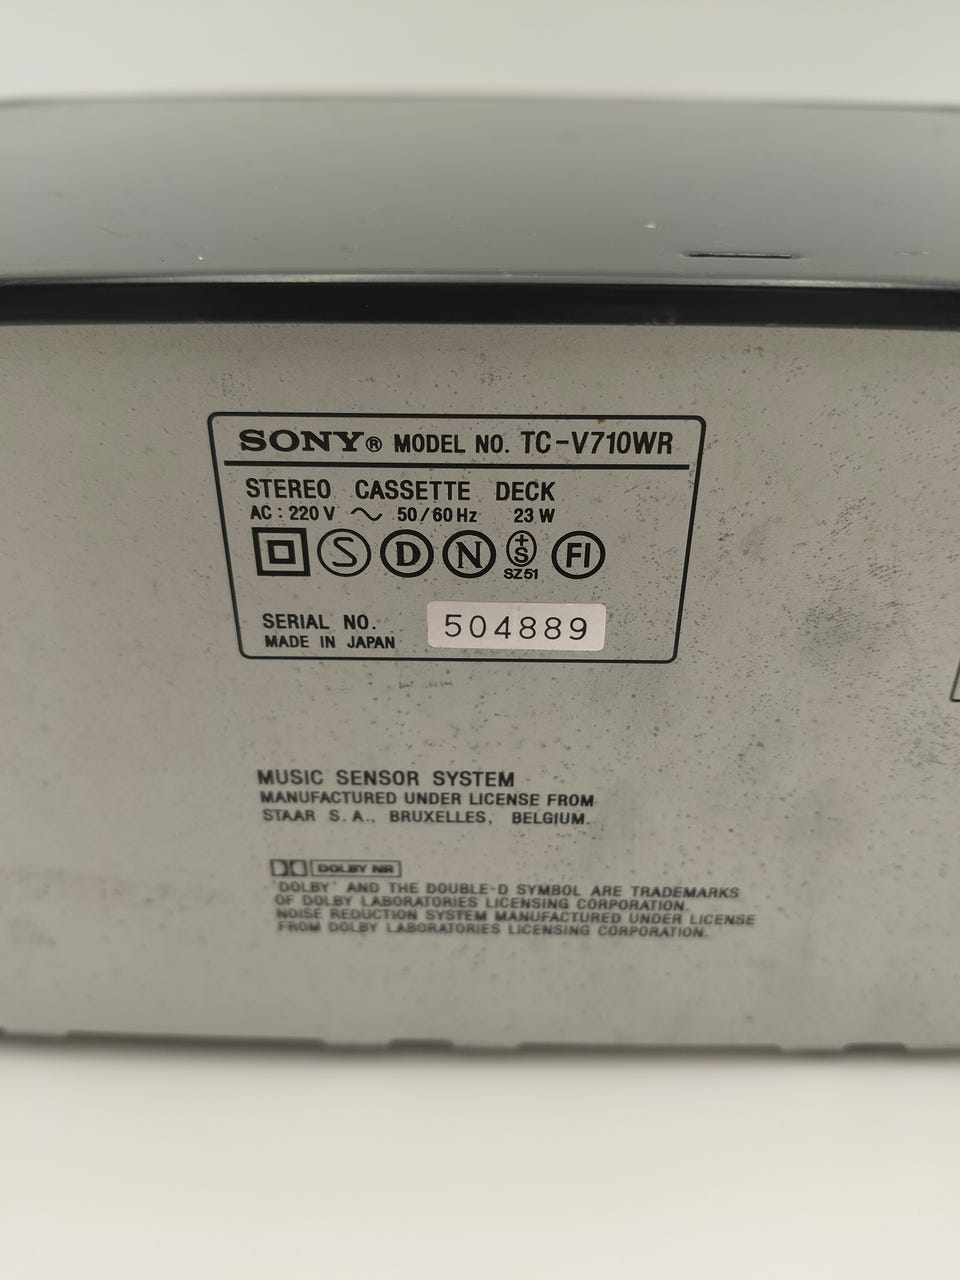 SONY® MODEL NO. TC-V710WR
STEREO CASSETTE DECK
AC : 220 V ~ 50/60 Hz 23 W
S D N +S FI
SZ51
SERIAL NO. 504889
MADE IN JAPAN
MUSIC SENSOR SYSTEM
MANUFACTURED UNDER LICENSE FROM
STAAR S. A., BRUXELLES, BELGIUM.
DOLBY NR
'DOLBY' AND THE DOUBLE-D SYMBOL ARE TRADEMARKS
OF DOLBY LABORATORIES LICENSING CORPORATION.
NOISE REDUCTION SYSTEM MANUFACTURED UNDER LICENSE
FROM DOLBY LABORATORIES LICENSING CORPORATION.